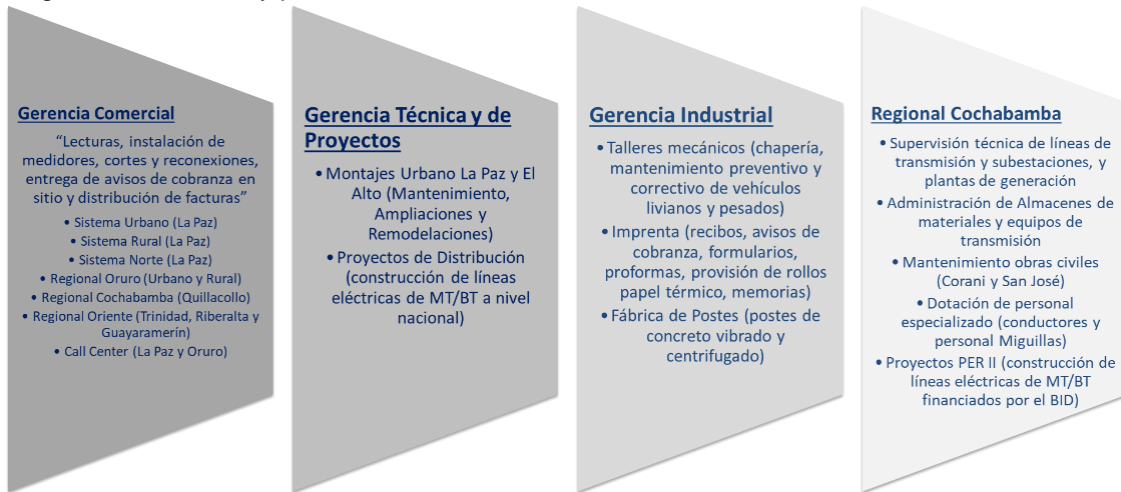 Gerencia Comercial
“Lecturas, instalación de
medidores, cortes y reconexiones,
entrega de avisos de cobranza en
sitio y distribución de facturas”
• Sistema Urbano (La Paz)
• Sistema Rural (La Paz)
• Sistema Norte (La Paz)
• Regional Oruro (Urbano y Rural)
• Regional Cochabamba (Quillacollo)
• Regional Oriente (Trinidad, Riberalta y
Guayaramerín)
• Call Center (La Paz y Oruro)
Gerencia Técnica y de
Proyectos
• Montajes Urbano La Paz y El
Alto (Mantenimiento,
Ampliaciones y
Remodelaciones)
• Proyectos de Distribución
(construcción de líneas
eléctricas de MT/BT a nivel
nacional)
Gerencia Industrial
• Talleres mecánicos (chapería,
mantenimiento preventivo y
correctivo de vehículos
livianos y pesados)
• Imprenta (recibos, avisos de
cobranza, formularios,
proformas, provisión de rollos
papel térmico, memorias)
• Fábrica de Postes (postes de
concreto vibrado y
centrifugado)
Regional Cochabamba
• Supervisión técnica de líneas de
transmisión y subestaciones, y
plantas de generación
• Administración de Almacenes de
materiales y equipos de
transmisión
• Mantenimiento obras civiles
(Corani y San José)
• Dotación de personal
especializado (conductores y
personal Miguillas)
• Proyectos PER II (construcción de
líneas eléctricas de MT/BT
financiados por el BID)